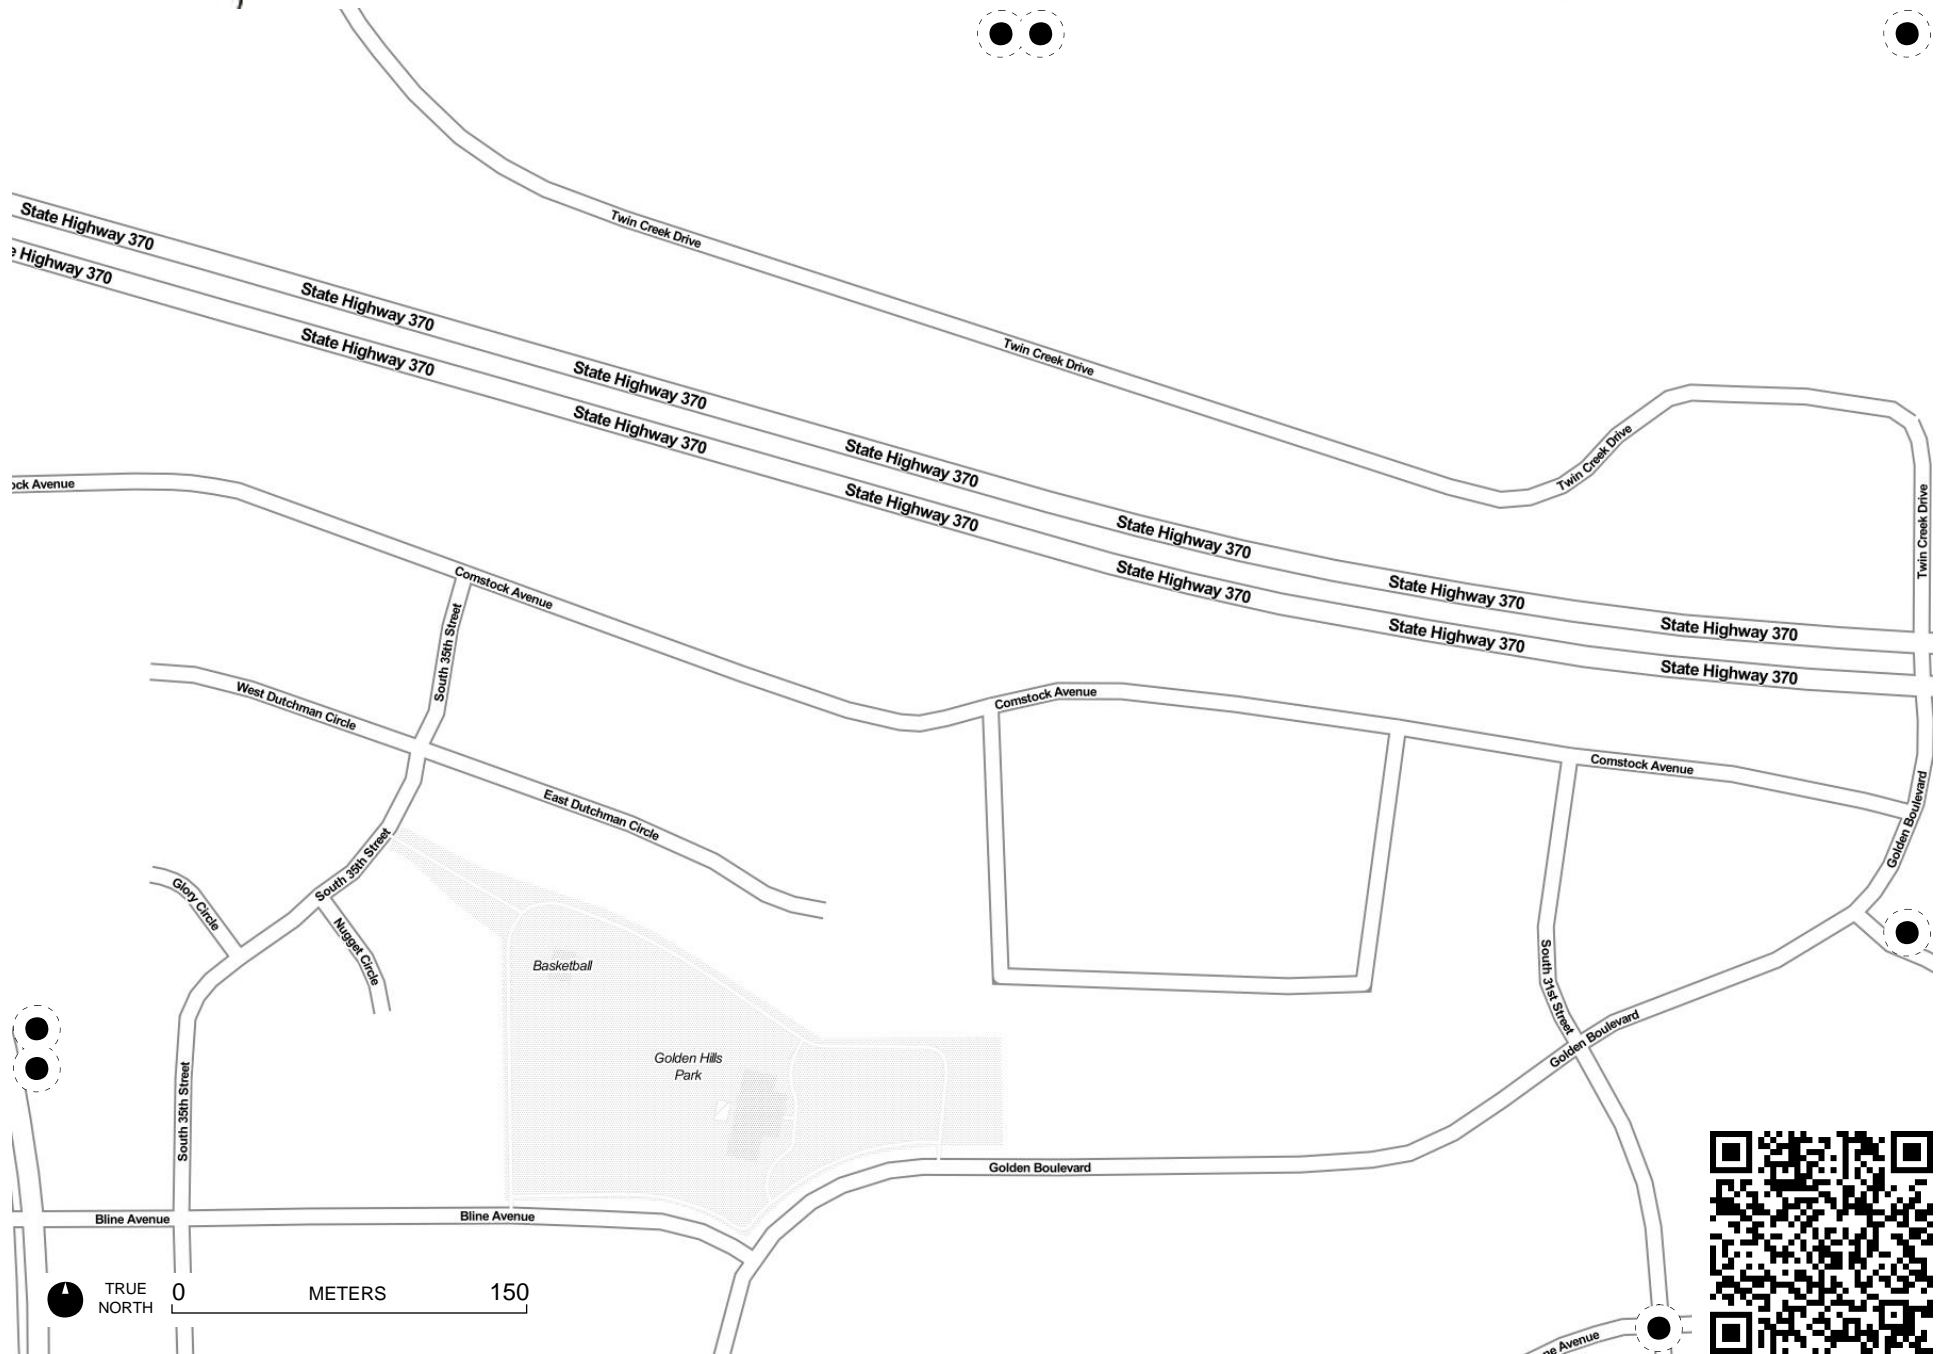 Twin Creek Drive
State Highway 370
Highway 370
State Highway 370
State Highway 370
Twin Creek Drive
State Highway 370
State Highway 370
Twin Creek Drive
State Highway 370
State Highway 370
Twin Creek Drive
Avenue
State Highway 370
State Highway 370
Comstock Avenue
State Highway 370
State Highway 370
South 35th Street
State Highway 370
State Highway 370
West Dutchman Circle
Comstock Avenue
Comstock Avenue
East Dutchman Circle
Golden Boulevard
South 35th Street
Glory Circle
Nugget Circle
Basketball
South 31st Street
Golden Boulevard
Golden Hills
Park
South 35th Street
Golden Boulevard
Bline Avenue
Bline Avenue
TRUE
NORTH
0 METERS 150
Avenue